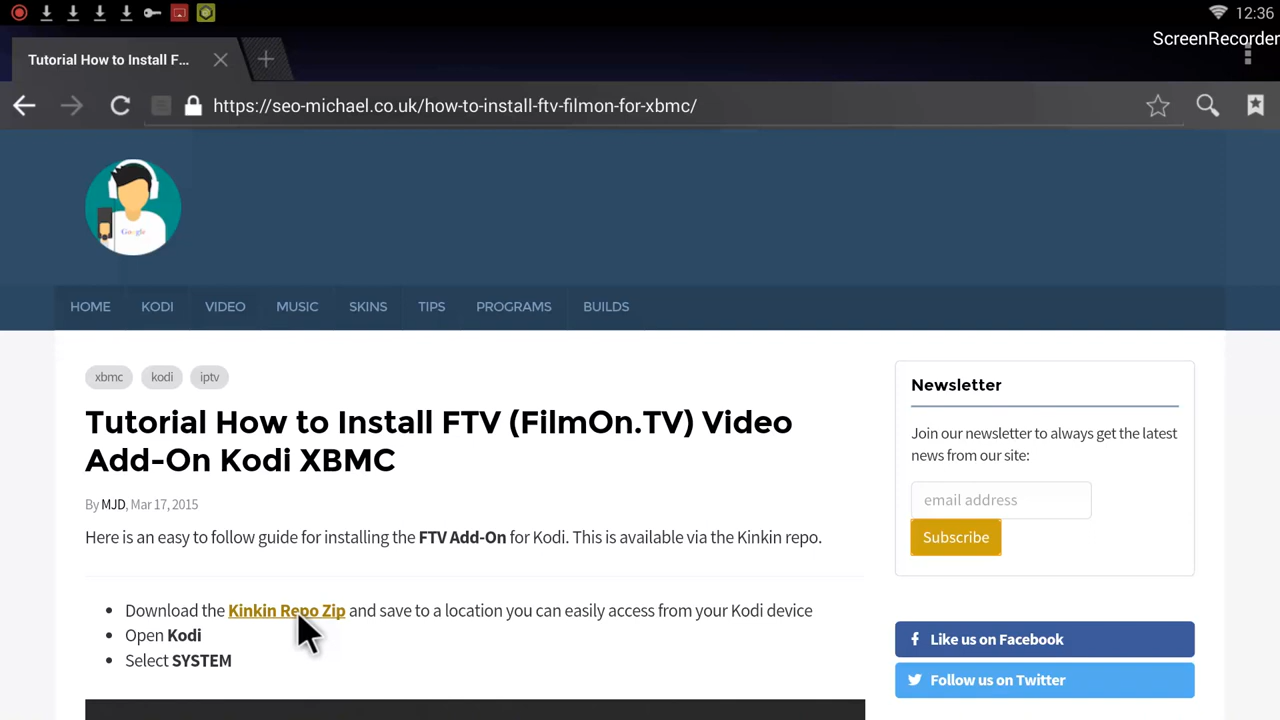 12:36
ScreenRecorder
Tutorial How to Install F...
https://seo-michael.co.uk/how-to-install-ftv-filmon-for-xbmc/
Google
HOME KODI VIDEO MUSIC SKINS TIPS PROGRAMS BUILDS
xbmc kodi iptv
Tutorial How to Install FTV (FilmOn.TV) Video
Add-On Kodi XBMC
By MJD, Mar 17, 2015
Here is an easy to follow guide for installing the FTV Add-On for Kodi. This is available via the Kinkin repo.
• Download the Kinkin Repo Zip and save to a location you can easily access from your Kodi device
• Open Kodi
• Select SYSTEM
Newsletter
Join our newsletter to always get the latest
news from our site:
email address
Subscribe
Like us on Facebook
Follow us on Twitter